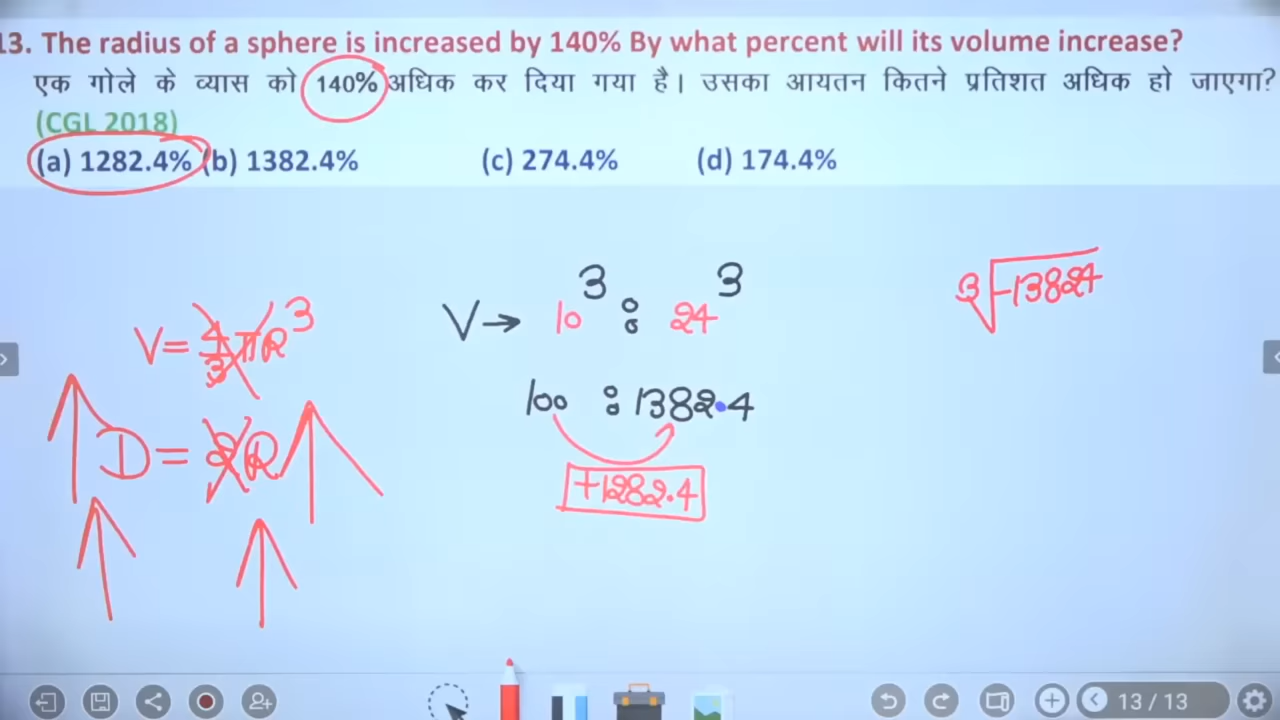 13. The radius of a sphere is increased by 140% By what percent will its volume increase?
एक गोले के व्यास को 140% अधिक कर दिया गया है। उसका आयतन कितने प्रतिशत अधिक हो जाएगा?
(CGL 2018)
(a) 1282.4% (b) 1382.4% (c) 274.4% (d) 174.4%
V = 4/3 πR³
D = 2R
V → 10³ : 24³
100 : 1382.4
+1282.4
∛13824
13 / 13